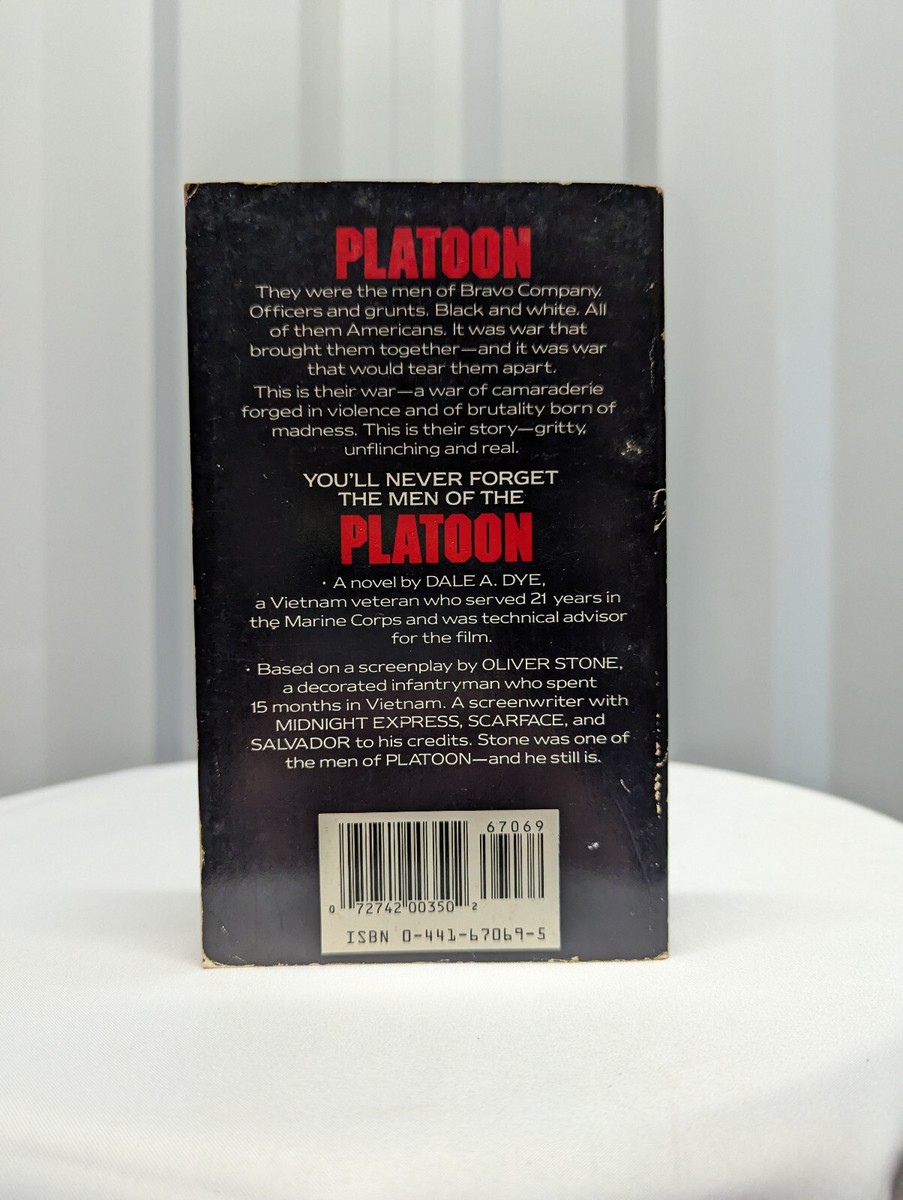 PLATOON
They were the men of Bravo Company.
Officers and grunts. Black and white. All
of them Americans. It was war that
brought them together—and it was war
that would tear them apart.
This is their war—a war of camaraderie
forged in violence and of brutality born of
madness. This is their story—gritty,
unflinching and real.
YOU'LL NEVER FORGET
THE MEN OF THE
PLATOON
· A novel by DALE A. DYE,
a Vietnam veteran who served 21 years in
the Marine Corps and was technical advisor
for the film.
· Based on a screenplay by OLIVER STONE,
a decorated infantryman who spent
15 months in Vietnam. A screenwriter with
MIDNIGHT EXPRESS, SCARFACE, and
SALVADOR to his credits. Stone was one of
the men of PLATOON—and he still is.
67069
0 72742 00350 2
ISBN 0-441-67069-5